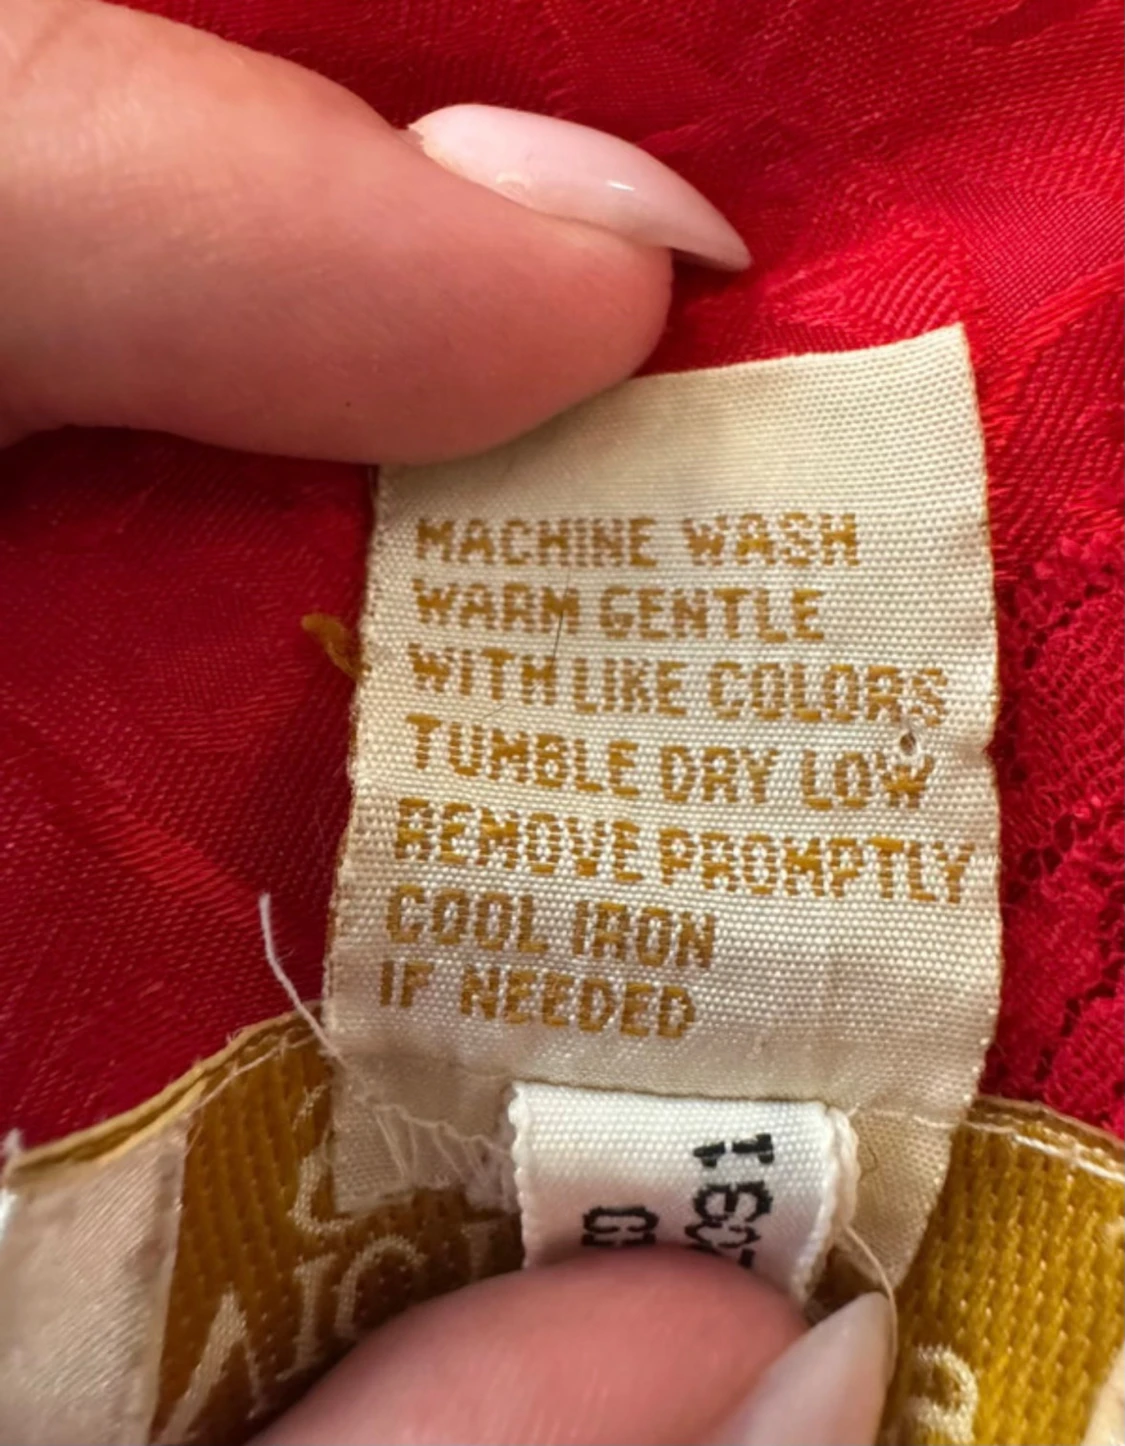 MACHINE WASH
WARM GENTLE
WITH LIKE COLORS
TUMBLE DRY LOW
REMOVE PROMPTLY
COOL IRON
IF NEEDED